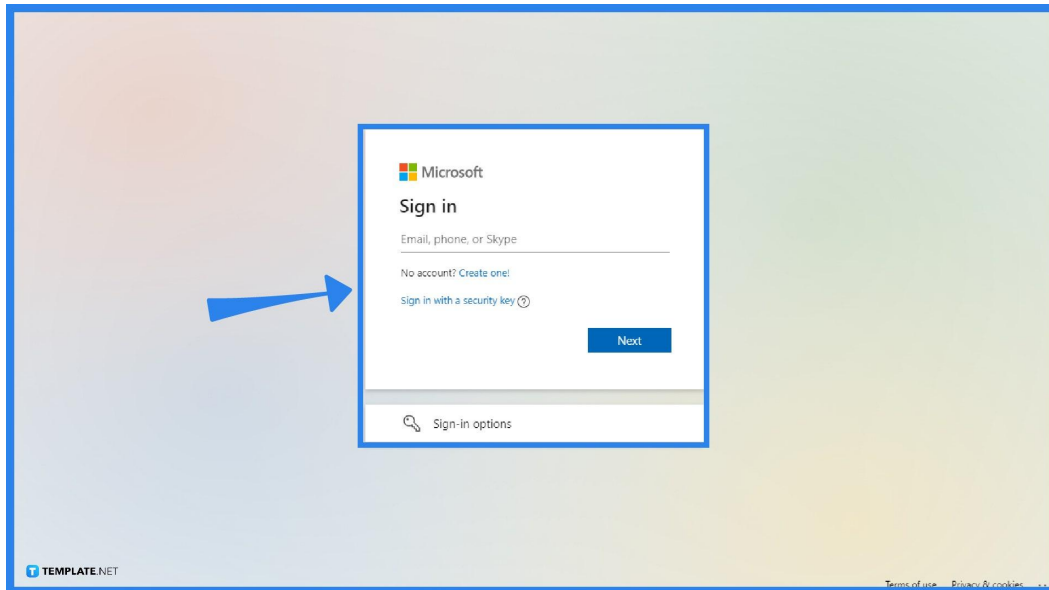 Microsoft
Sign in
Email, phone, or Skype
No account? Create one!
Sign in with a security key
Next
Sign-in options
T TEMPLATE.NET
Terms of use Privacy & cookies